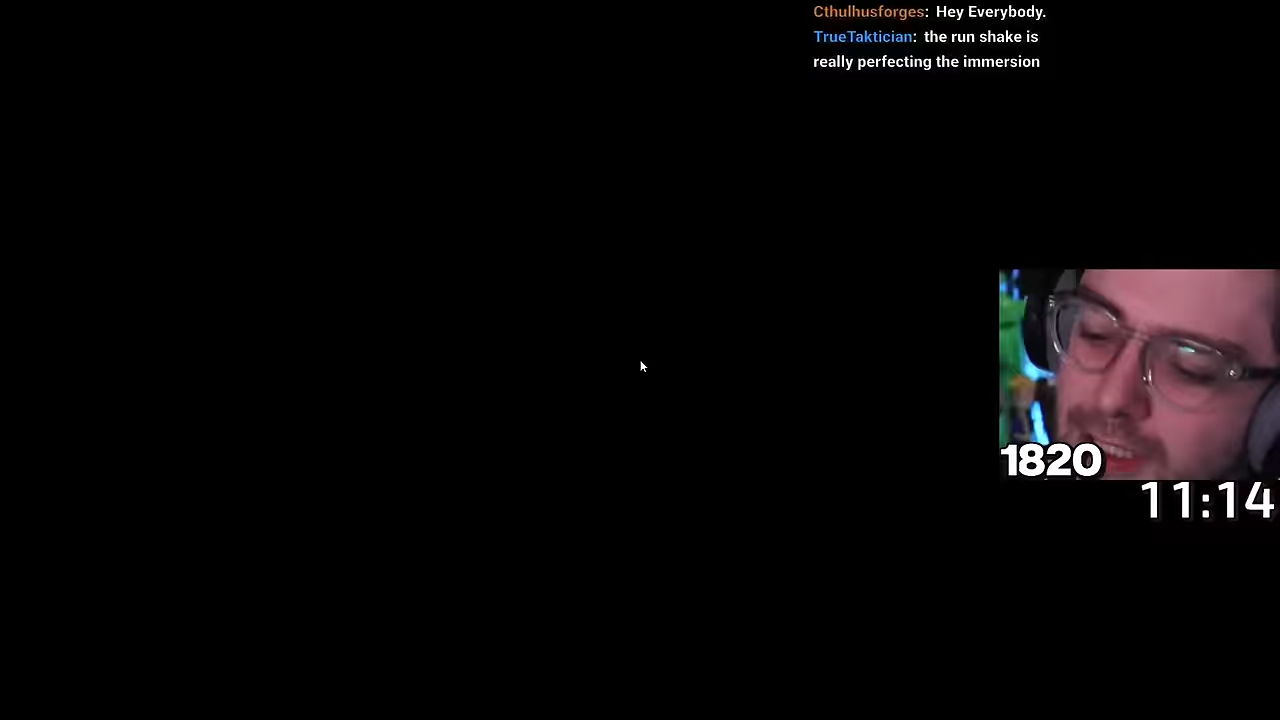 Cthulhusforges: Hey Everybody.
TrueTaktician: the run shake is
really perfecting the immersion
1820
11:14